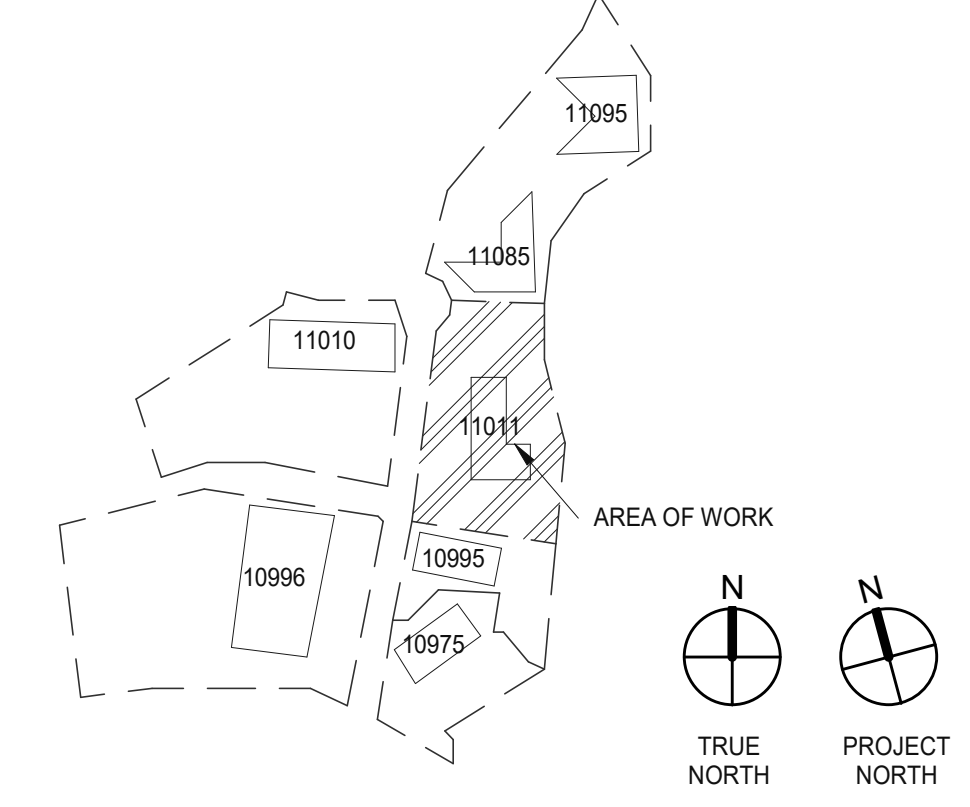 11095
11085
11010
11011
AREA OF WORK
10995
10996
10975
N
N
TRUE
NORTH
PROJECT
NORTH